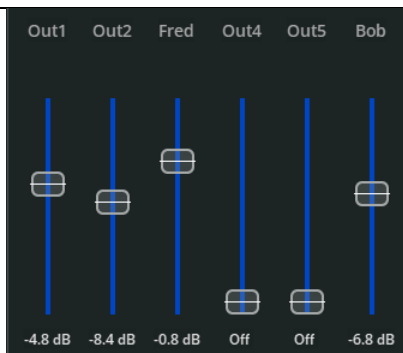 Out1 Out2 Fred Out4 Out5 Bob
-4.8 dB -8.4 dB -0.8 dB Off Off -6.8 dB